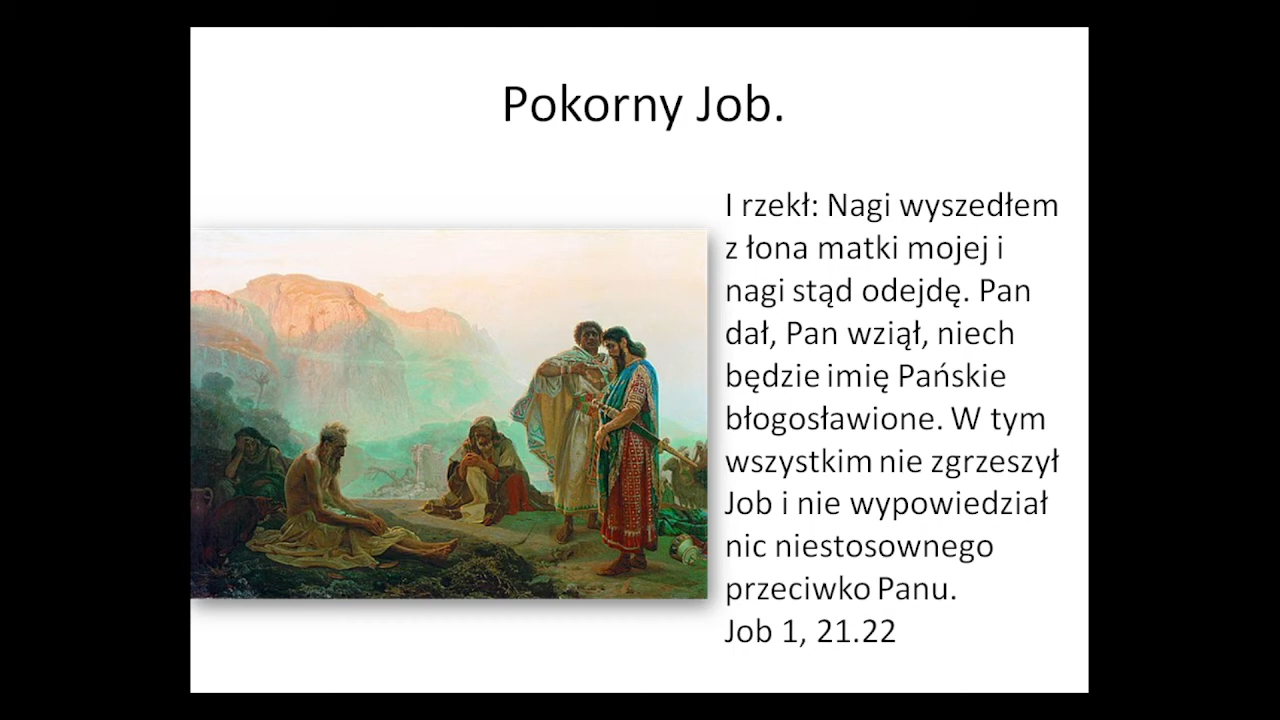 Pokorny Job.
I rzekł: Nagi wyszedłem
z łona matki mojej i
nagi stąd odejdę. Pan
dał, Pan wziął, niech
będzie imię Pańskie
błogosławione. W tym
wszystkim nie zgrzeszył
Job i nie wypowiedział
nic niestosownego
przeciwko Panu.
Job 1, 21.22